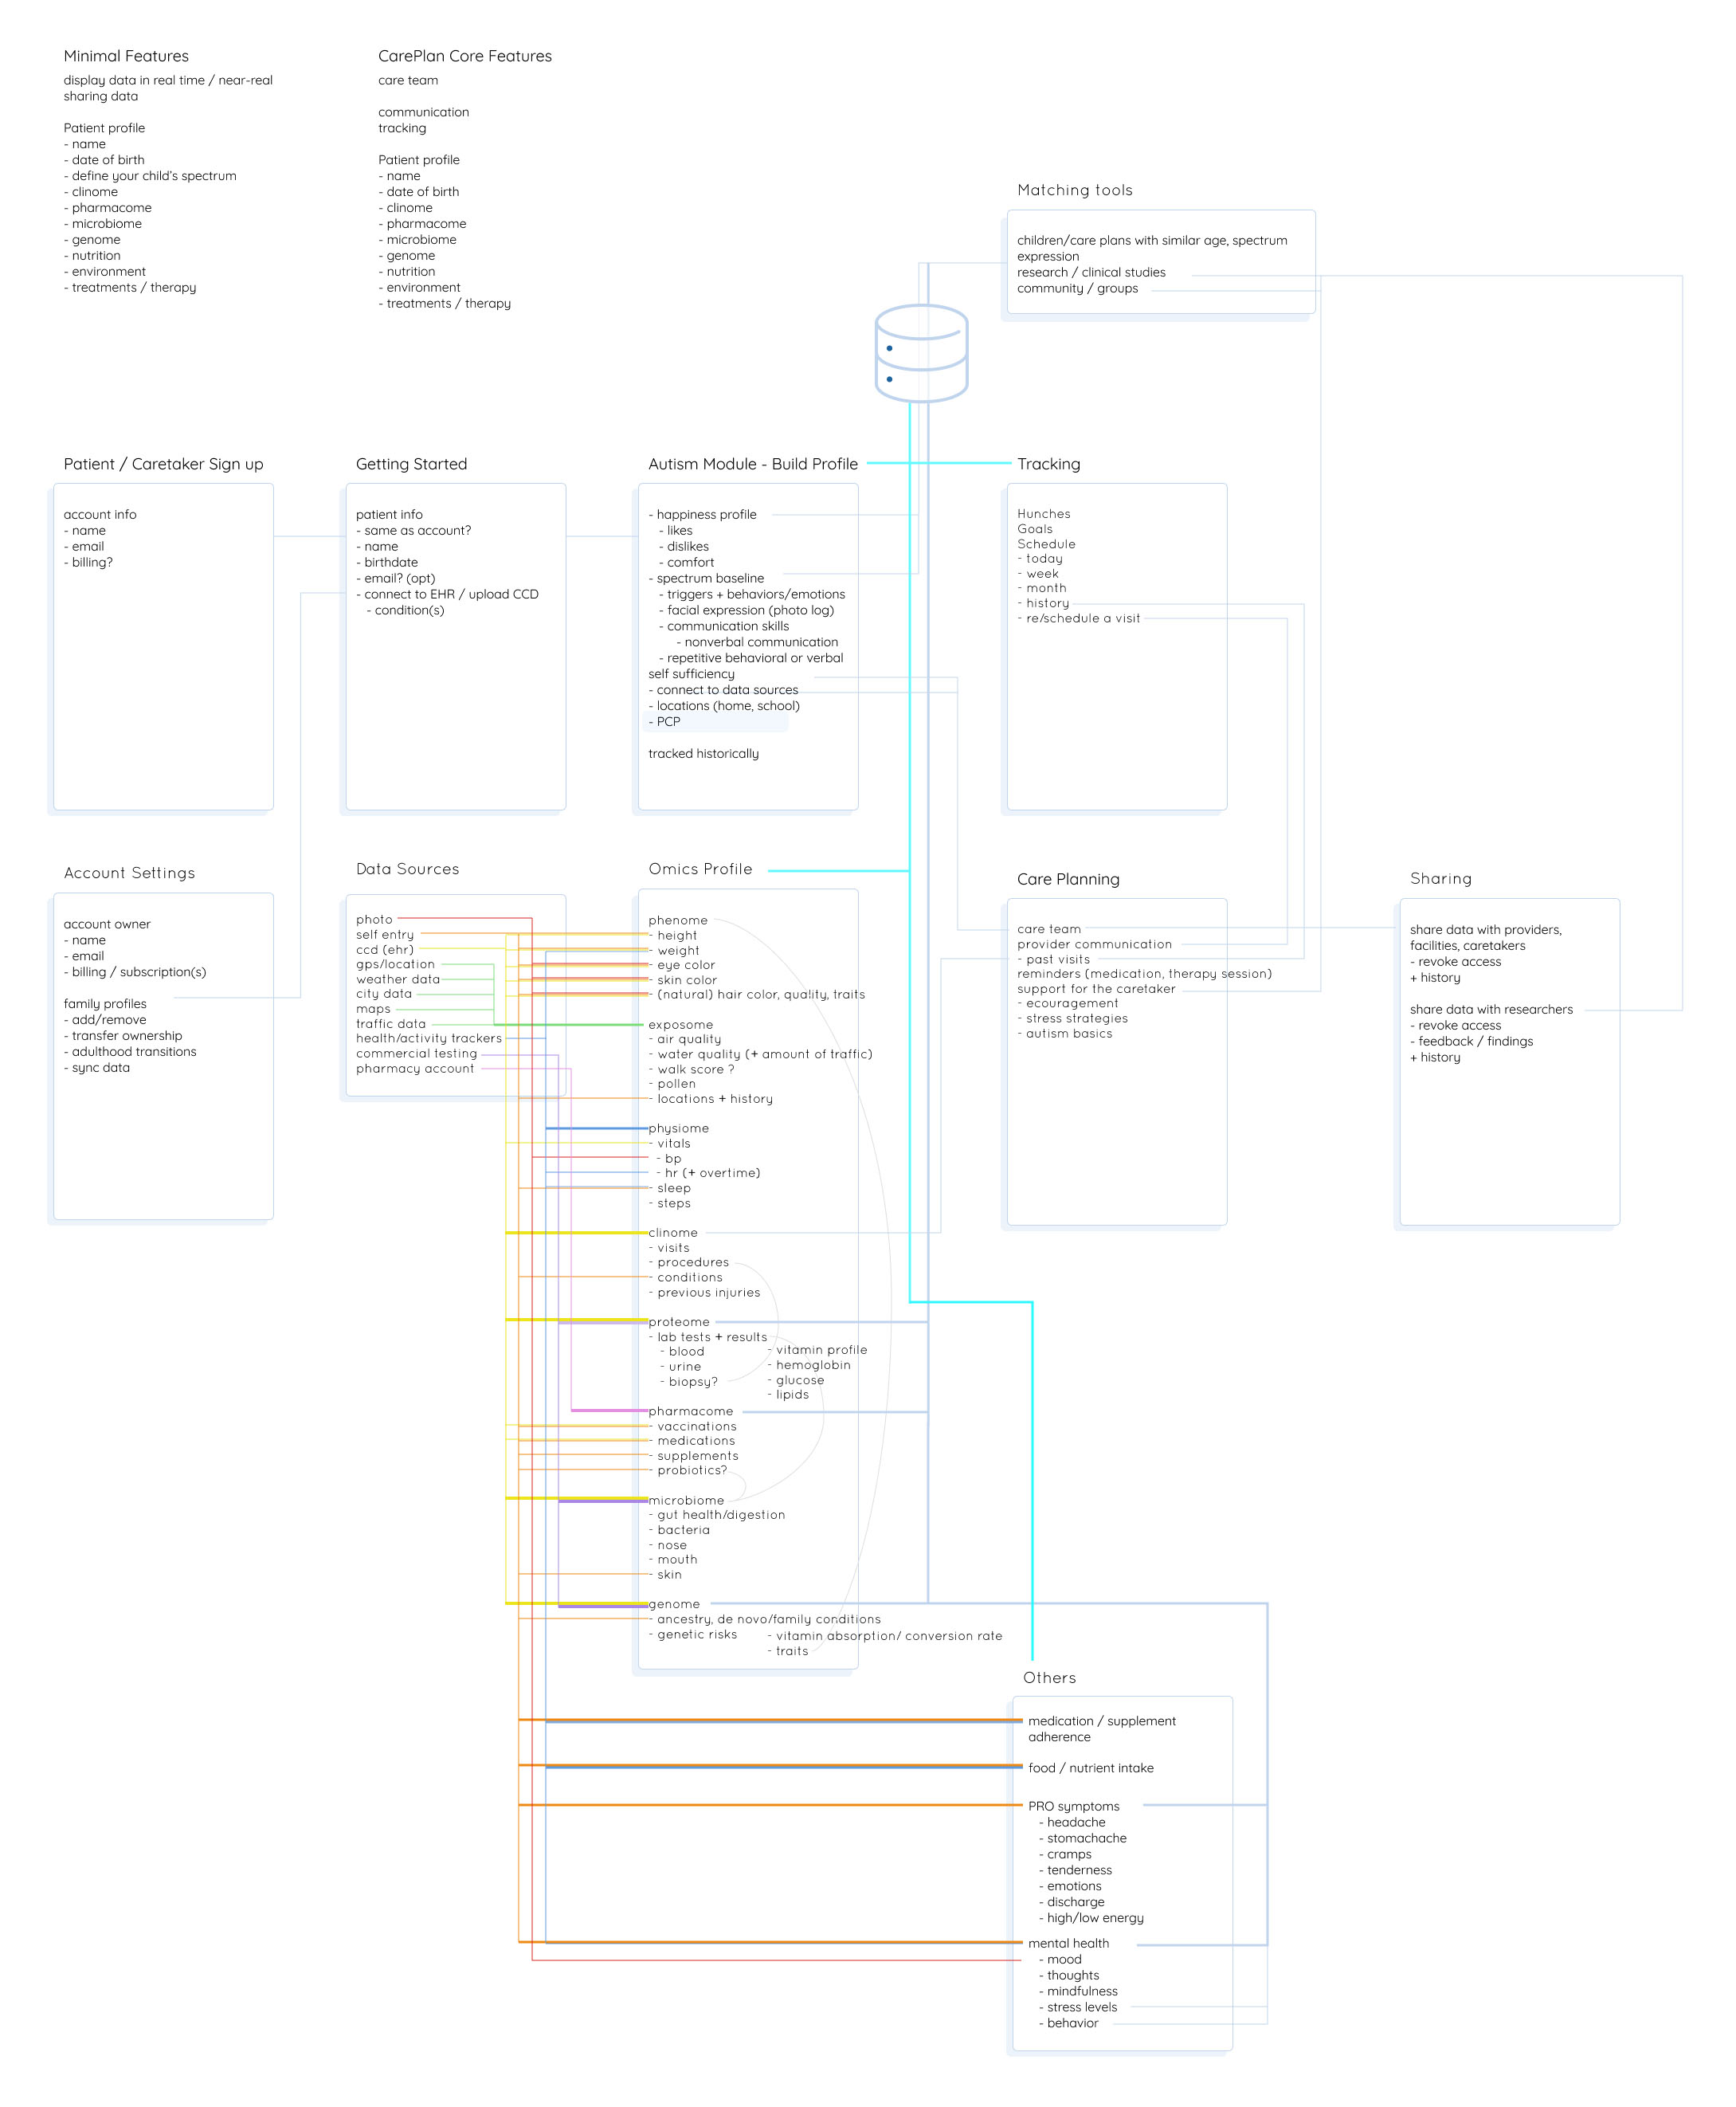 Minimal Features
display data in real time / near-real
sharing data
Patient profile
- name
- date of birth
- define your child's spectrum
- clinome
- pharmacome
- microbiome
- genome
- nutrition
- environment
- treatments / therapy
CarePlan Core Features
care team
communication
tracking
Patient profile
- name
- date of birth
- clinome
- pharmacome
- microbiome
- genome
- nutrition
- environment
- treatments / therapy
Matching tools
children/care plans with similar age, spectrum
expression
research / clinical studies
community / groups
Patient / Caretaker Sign up
account info
- name
- email
- billing?
Getting Started
patient info
- same as account?
- name
- birthdate
- email? (opt)
- connect to EHR / upload CCD
- condition(s)
Autism Module - Build Profile
- happiness profile
- likes
- dislikes
- comfort
- spectrum baseline
- triggers + behaviors/emotions
- facial expression (photo log)
- communication skills
- nonverbal communication
- repetitive behavioral or verbal
self sufficiency
- connect to data sources
- locations (home, school)
- PCP
tracked historically
Tracking
Hunches
Goals
Schedule
- today
- week
- month
- history
- re/schedule a visit
Account Settings
account owner
- name
- email
- billing / subscription(s)
family profiles
- add/remove
- transfer ownership
- adulthood transitions
- sync data
Data Sources
photo
self entry
ccd (ehr)
gps/location
weather data
city data
maps
traffic data
health/activity trackers
commercial testing
pharmacy account
Omics Profile
phenome
- height
- weight
- eye color
- skin color
- (natural) hair color, quality, traits
exposome
- air quality
- water quality (+ amount of traffic)
- walk score ?
- pollen
- locations + history
physiome
- vitals
- bp
- hr (+ overtime)
- sleep
- steps
clinome
- visits
- procedures
- conditions
- previous injuries
proteome
- lab tests + results
- blood
- urine
- biopsy?
- vitamin profile
- hemoglobin
- glucose
- lipids
pharmacome
- vaccinations
- medications
- supplements
- probiotics?
microbiome
- gut health/digestion
- bacteria
- nose
- mouth
- skin
genome
- ancestry, de novo/family conditions
- genetic risks
- vitamin absorption/ conversion rate
- traits
Care Planning
care team
provider communication
- past visits
reminders (medication, therapy session)
support for the caretaker
- ecouragement
- stress strategies
- autism basics
Sharing
share data with providers,
facilities, caretakers
- revoke access
+ history
share data with researchers
- revoke access
- feedback / findings
+ history
Others
medication / supplement
adherence
food / nutrient intake
PRO symptoms
- headache
- stomachache
- cramps
- tenderness
- emotions
- discharge
- high/low energy
mental health
- mood
- thoughts
- mindfulness
- stress levels
- behavior